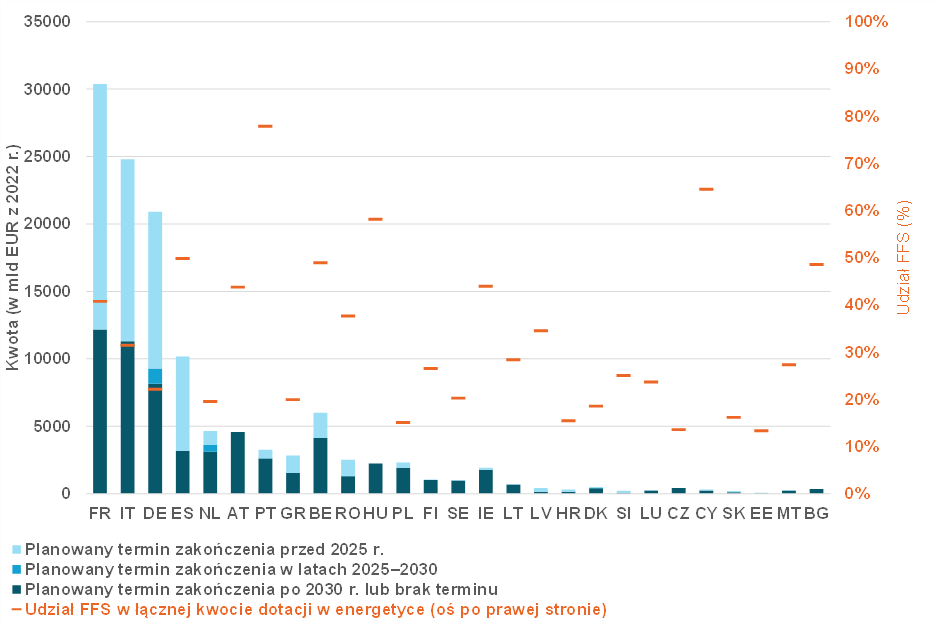 35000
30000
25000
20000
15000
10000
5000
0
Kwota (w mld EUR z 2022 r.)
100%
90%
80%
70%
60%
50%
40%
30%
20%
10%
0%
Udział FFS (%)
FR IT DE ES NL AT PT GR BE RO HU PL FI SE IE LT LV HR DK SI LU CZ CY SK EE MT BG
Planowany termin zakończenia przed 2025 r.
Planowany termin zakończenia w latach 2025–2030
Planowany termin zakończenia po 2030 r. lub brak terminu
Udział FFS w łącznej kwocie dotacji w energetyce (oś po prawej stronie)